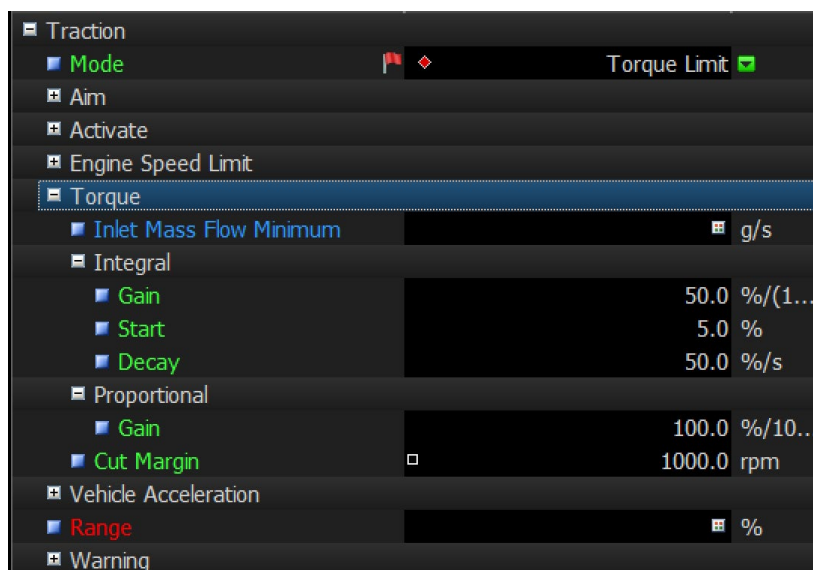 Traction
Mode Torque Limit
Aim
Activate
Engine Speed Limit
Torque
Inlet Mass Flow Minimum g/s
Integral
Gain 50.0 %/(1...
Start 5.0 %
Decay 50.0 %/s
Proportional
Gain 100.0 %/10...
Cut Margin 1000.0 rpm
Vehicle Acceleration
Range %
Warning